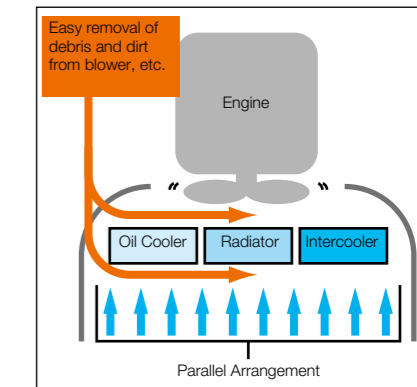 Easy removal of
debris and dirt
from blower, etc.
Engine
Oil Cooler
Radiator
Intercooler
Parallel Arrangement